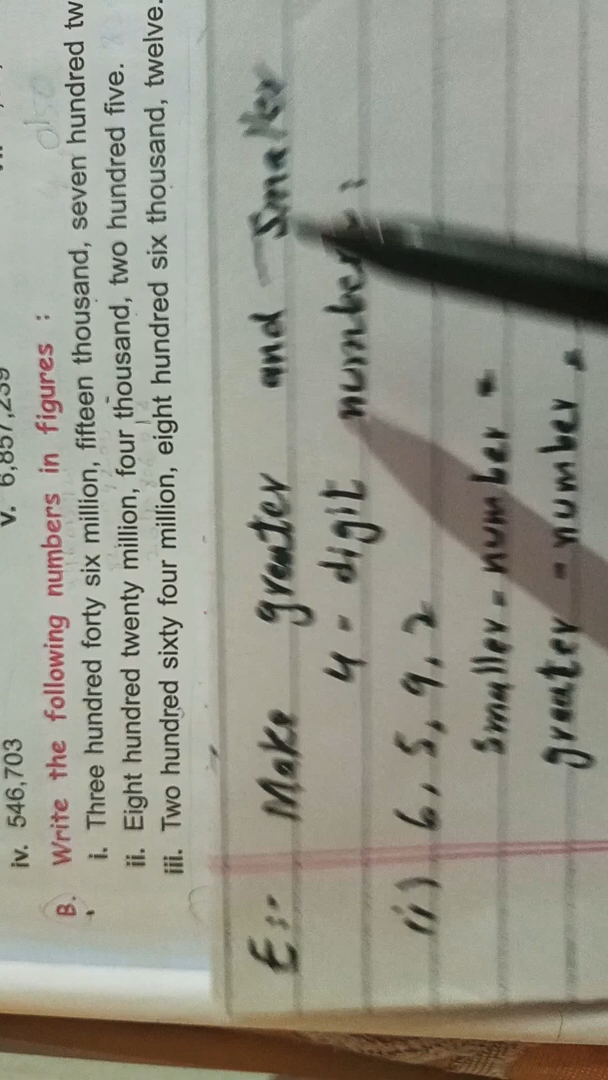 iv. 546,703 v. 6,857,239
B. Write the following numbers in figures :
i. Three hundred forty six million, fifteen thousand, seven hundred tw
ii. Eight hundred twenty million, four thousand, two hundred five.
iii. Two hundred sixty four million, eight hundred six thousand, twelve.
E:- Make greater and smaller
4 - digit number:
ii) 6, 5, 9, 2
smaller - number =
greater - number =